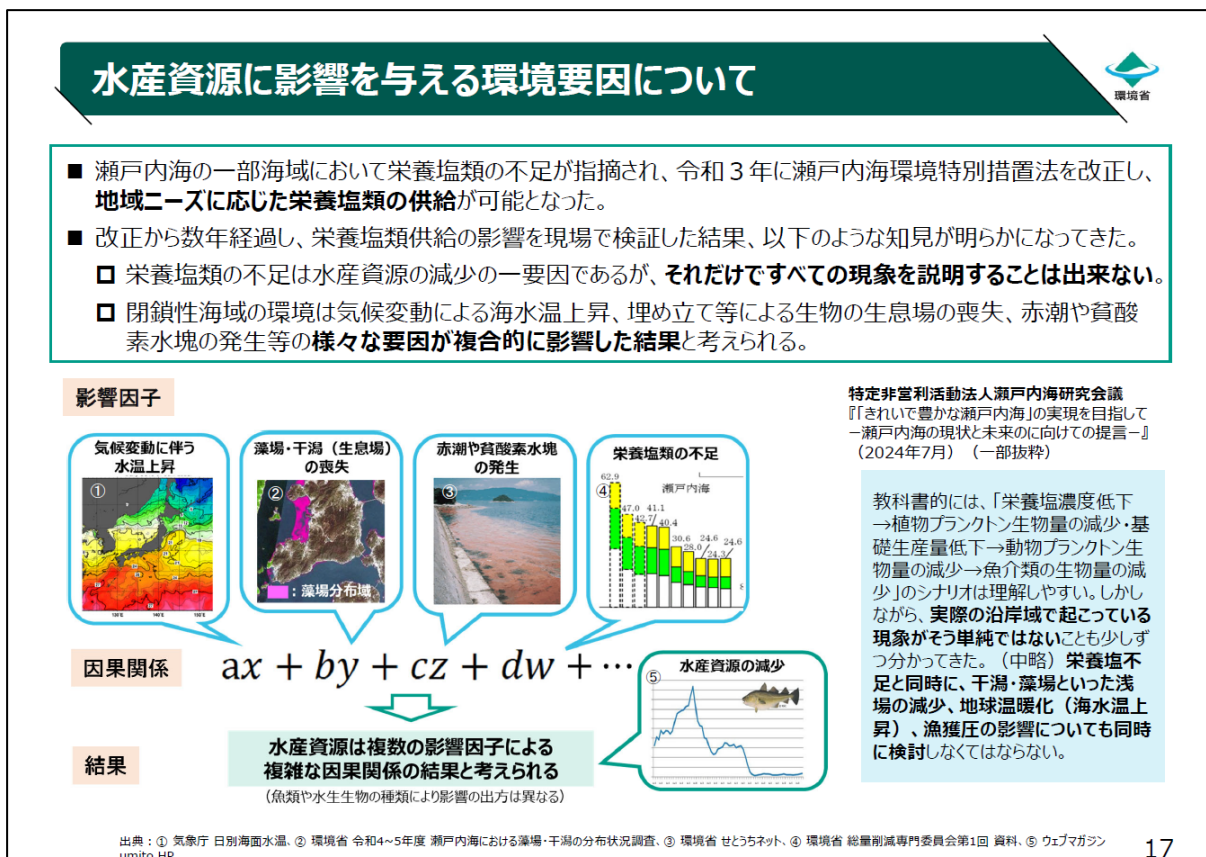 水産資源に影響を与える環境要因について
環境省
■ 瀬戸内海の一部海域において栄養塩類の不足が指摘され、令和３年に瀬戸内海環境特別措置法を改正し、
地域ニーズに応じた栄養塩類の供給が可能となった。
■ 改正から数年経過し、栄養塩類供給の影響を現場で検証した結果、以下のような知見が明らかになってきた。
栄養塩類の不足は水産資源の減少の一要因であるが、それだけですべての現象を説明することは出来ない。
閉鎖性海域の環境は気候変動による海水温上昇、埋め立て等による生物の生息場の喪失、赤潮や貧酸
素水塊の発生等の様々な要因が複合的に影響した結果と考えられる。
影響因子
気候変動に伴う
水温上昇
①
130°E 140°E 150°E
藻場・干潟（生息場）
の喪失
②
：藻場分布域
赤潮や貧酸素水塊
の発生
③
栄養塩類の不足
62.9
瀬戸内海
④
47.0
42.7
41.1
40.4
30.6
28.0
24.6
24.3
24.6
因果関係
ax + by + cz + dw + ⋯
水産資源の減少
⑤
結果
水産資源は複数の影響因子による
複雑な因果関係の結果と考えられる
（魚類や水生生物の種類により影響の出方は異なる）
特定非営利活動法人瀬戸内海研究会議
『「きれいで豊かな瀬戸内海」の実現を目指して
－瀬戸内海の現状と未来のに向けての提言－』
（2024年7月）（一部抜粋）
教科書的には、「栄養塩濃度低下
→植物プランクトン生物量の減少・基
礎生産量低下→動物プランクトン生
物量の減少→魚介類の生物量の減
少」のシナリオは理解しやすい。しかし
ながら、実際の沿岸域で起こっている
現象がそう単純ではないことも少しず
つ分かってきた。（中略）栄養塩不
足と同時に、干潟・藻場といった浅
場の減少、地球温暖化（海水温上
昇）、漁獲圧の影響についても同時
に検討しなくてはならない。
出典：① 気象庁 日別海面水温、② 環境省 令和4~5年度 瀬戸内海における藻場・干潟の分布状況調査、③ 環境省 せとうちネット、④ 環境省 総量削減専門委員会第1回 資料、⑤ ウェブマガジン
umito HP
17